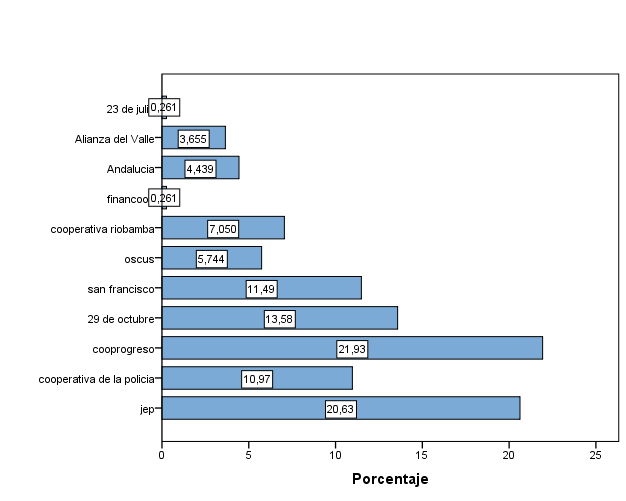 23 de juli
0,261
Alianza del Valle
3,655
Andalucia
4,439
financoo
0,261
cooperativa riobamba
7,050
oscus
5,744
san francisco
11,49
29 de octubre
13,58
cooprogreso
21,93
cooperativa de la policia
10,97
jep
20,63
0 5 10 15 20 25
Porcentaje